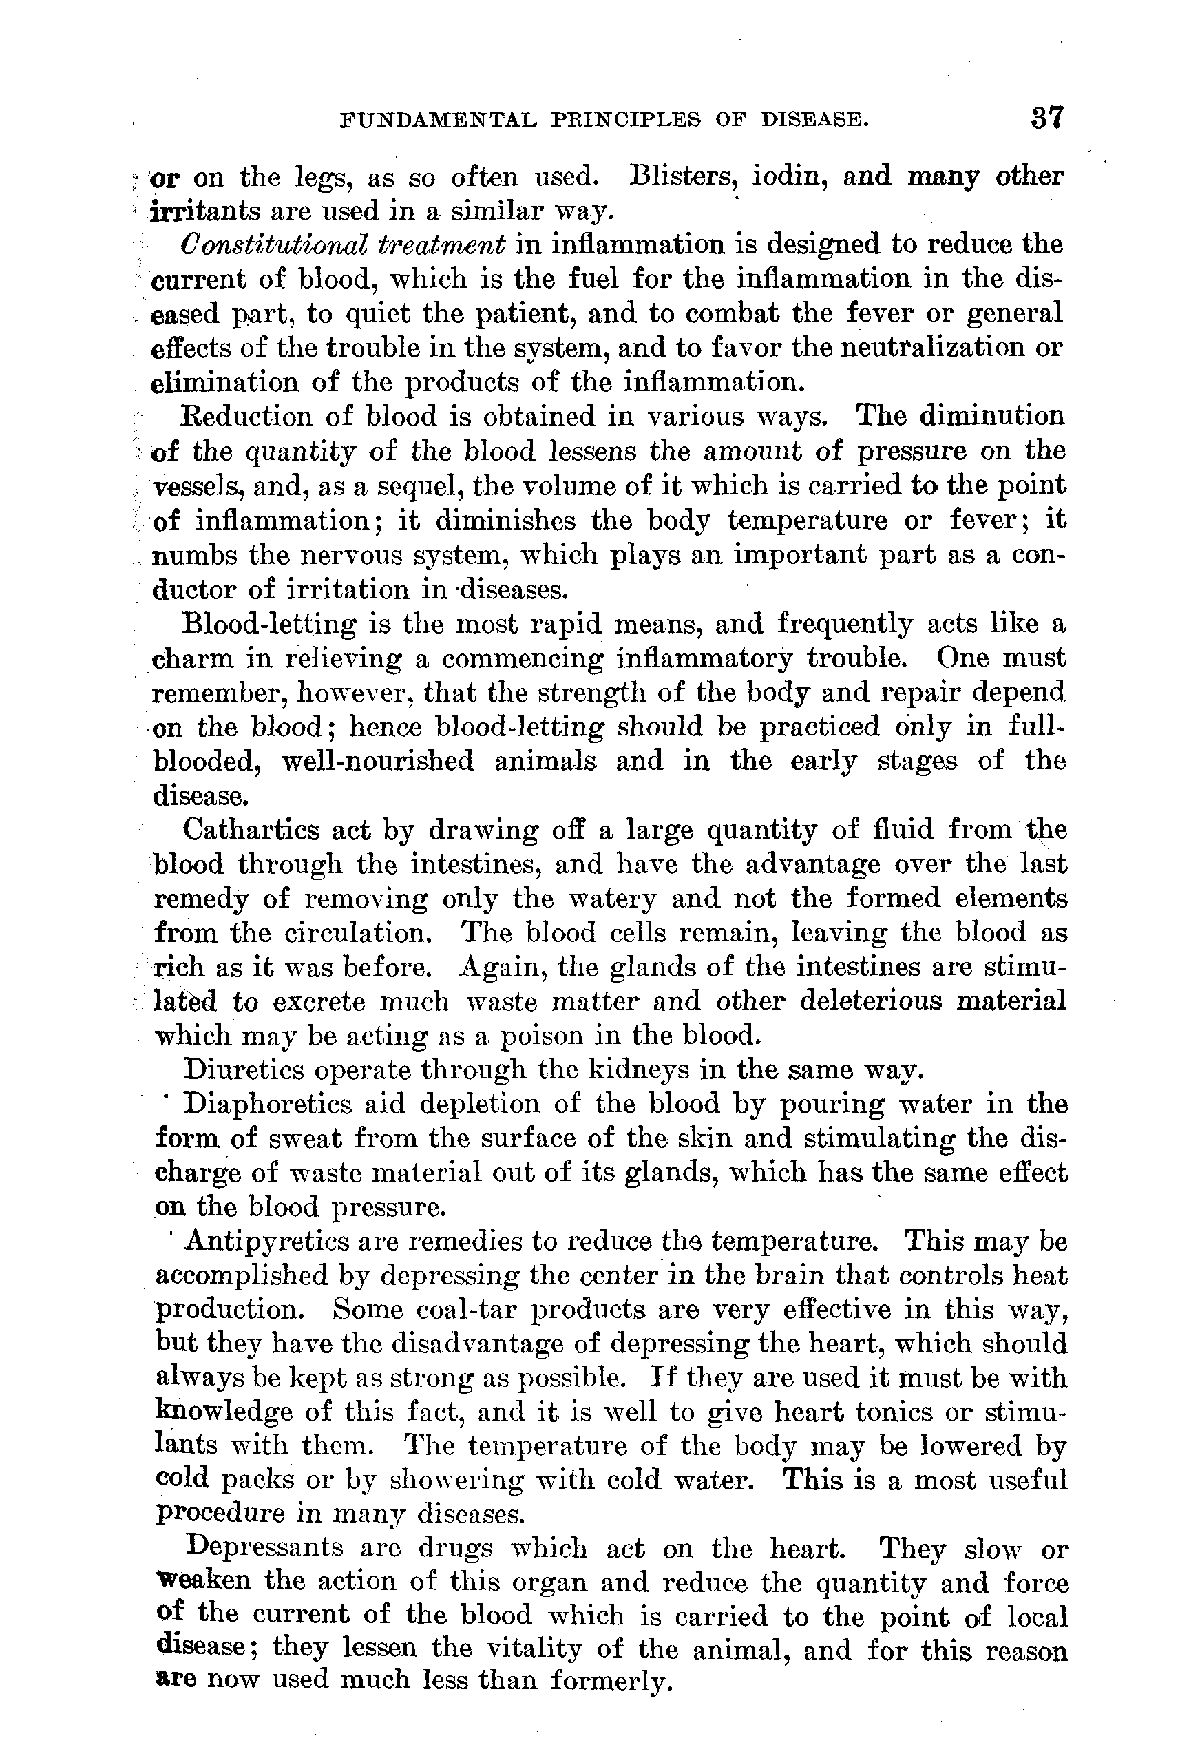 FUNDAMENTAL PRINCIPLES OF DISEASE. 37
or on the legs, as so often used. Blisters, iodin, and many other
irritants are used in a similar way.
Constitutional treatment in inflammation is designed to reduce the
current of blood, which is the fuel for the inflammation in the dis-
eased part, to quiet the patient, and to combat the fever or general
effects of the trouble in the system, and to favor the neutralization or
elimination of the products of the inflammation.
Reduction of blood is obtained in various ways. The diminution
of the quantity of the blood lessens the amount of pressure on the
vessels, and, as a sequel, the volume of it which is carried to the point
of inflammation; it diminishes the body temperature or fever; it
numbs the nervous system, which plays an important part as a con-
ductor of irritation in diseases.
Blood-letting is the most rapid means, and frequently acts like a
charm in relieving a commencing inflammatory trouble. One must
remember, however, that the strength of the body and repair depend
on the blood; hence blood-letting should be practiced only in full-
blooded, well-nourished animals and in the early stages of the
disease.
Cathartics act by drawing off a large quantity of fluid from the
blood through the intestines, and have the advantage over the last
remedy of removing only the watery and not the formed elements
from the circulation. The blood cells remain, leaving the blood as
rich as it was before. Again, the glands of the intestines are stimu-
lated to excrete much waste matter and other deleterious material
which may be acting as a poison in the blood.
Diuretics operate through the kidneys in the same way.
Diaphoretics aid depletion of the blood by pouring water in the
form of sweat from the surface of the skin and stimulating the dis-
charge of waste material out of its glands, which has the same effect
on the blood pressure.
Antipyretics are remedies to reduce the temperature. This may be
accomplished by depressing the center in the brain that controls heat
production. Some coal-tar products are very effective in this way,
but they have the disadvantage of depressing the heart, which should
always be kept as strong as possible. If they are used it must be with
knowledge of this fact, and it is well to give heart tonics or stimu-
lants with them. The temperature of the body may be lowered by
cold packs or by showering with cold water. This is a most useful
procedure in many diseases.
Depressants are drugs which act on the heart. They slow or
weaken the action of this organ and reduce the quantity and force
of the current of the blood which is carried to the point of local
disease; they lessen the vitality of the animal, and for this reason
are now used much less than formerly.